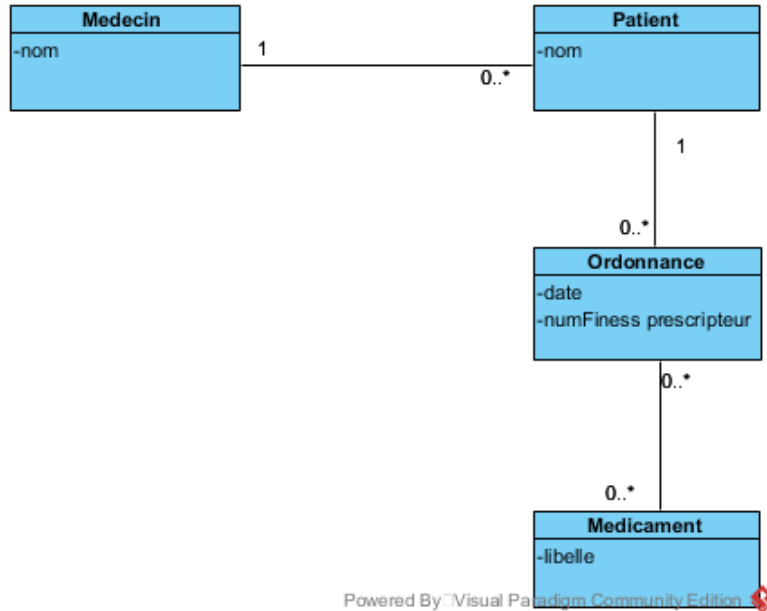 Medecin
-nom
1
0..*
Patient
-nom
1
0..*
Ordonnance
-date
-numFiness prescripteur
0..*
0..*
Medicament
-libelle
Powered By Visual Paradigm Community Edition